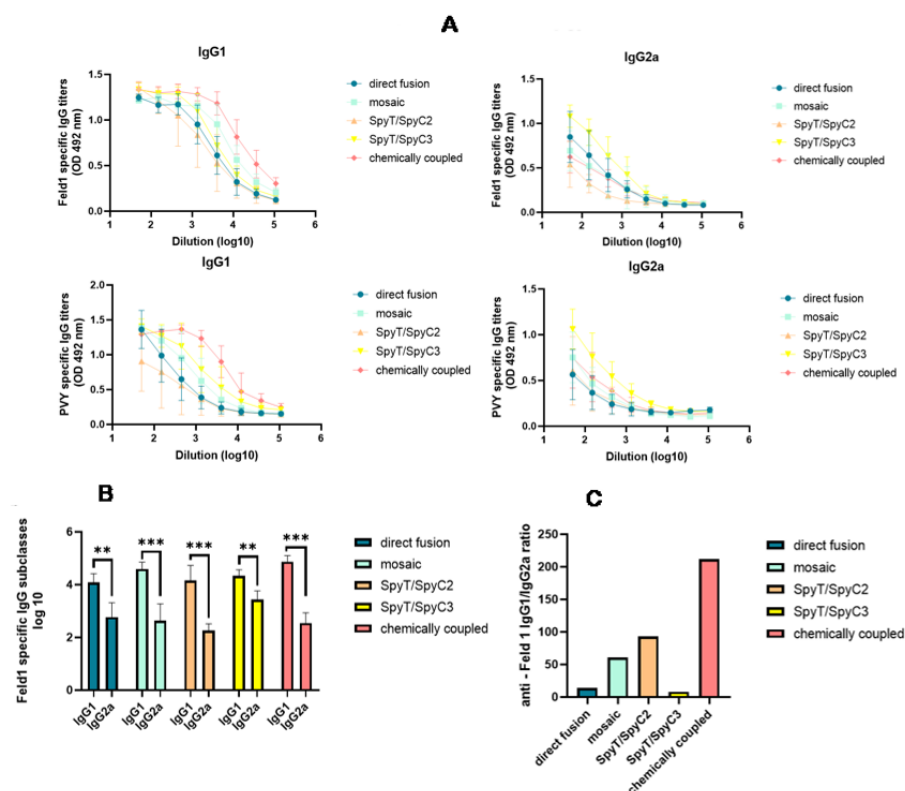 A
IgG1
Feld1 specific IgG titers
(OD 492 nm)
1.5
1.0
0.5
0.0
1 2 3 4 5 6
Dilution (log10)
direct fusion
mosaic
SpyT/SpyC2
SpyT/SpyC3
chemically coupled
IgG2a
Feld1 specific IgG titers
(OD 492 nm)
1.5
1.0
0.5
0.0
1 2 3 4 5 6
Dilution (log10)
direct fusion
mosaic
SpyT/SpyC2
SpyT/SpyC3
chemically coupled
IgG1
PVY specific IgG titers
(OD 492 nm)
2.0
1.5
1.0
0.5
0.0
1 2 3 4 5 6
Dilution (log10)
direct fusion
mosaic
SpyT/SpyC2
SpyT/SpyC3
chemically coupled
IgG2a
PVY specific IgG titers
(OD 492 nm)
1.5
1.0
0.5
0.0
1 2 3 4 5 6
Dilution (log10)
direct fusion
mosaic
SpyT/SpyC2
SpyT/SpyC3
chemically coupled
B
Feld1 specific IgG subclasses
log 10
6
4
2
0
** *** *** ** ***
IgG1 IgG2a IgG1 IgG2a IgG1 IgG2a IgG1 IgG2a IgG1 IgG2a
direct fusion
mosaic
SpyT/SpyC2
SpyT/SpyC3
chemically coupled
C
anti - Feld 1 IgG1/IgG2a ratio
250
200
150
100
50
0
direct fusion
mosaic
SpyT/SpyC2
SpyT/SpyC3
chemically coupled
direct fusion
mosaic
SpyT/SpyC2
SpyT/SpyC3
chemically coupled